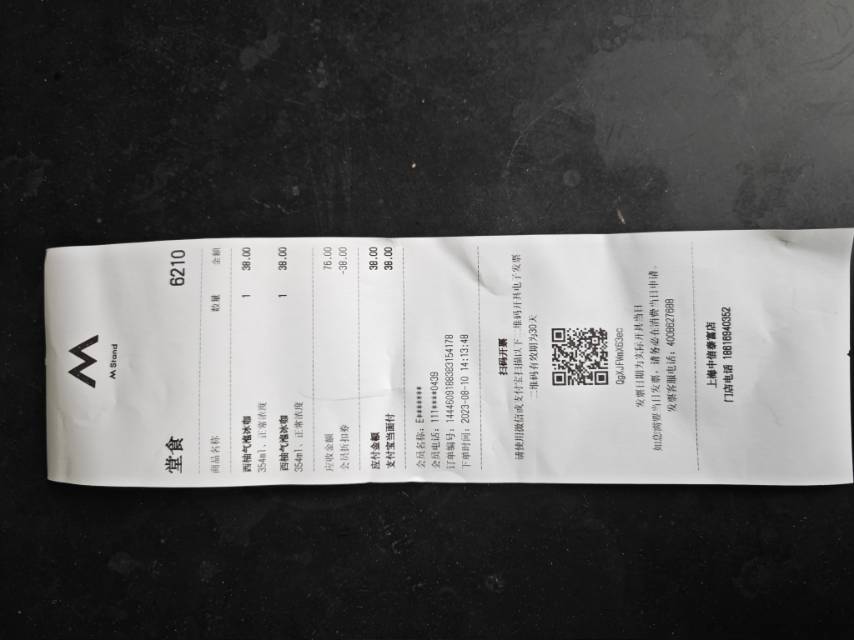 M Stand
堂食 6210
商品名称 数量 金额
西柚气泡冰咖 1 38.00
354ml、正常浓度
西柚气泡冰咖 1 38.00
354ml、正常浓度
应收金额 76.00
会员折扣券 -38.00
应付金额 38.00
支付宝当面付 38.00
会员名称: E*******
会员电话: 111****0439
订单编号: 1444609188383154178
下单时间: 2023-08-10 14:13:48
扫码开票
请使用微信或支付宝扫描以下二维码开具电子发票
二维码有效期为30天
发票日期为实际开具当日
如您需要当日发票, 请务必在消费当日申请.
发票客服电话: 4008627688
上海中信泰富店
门店电话 18616940352